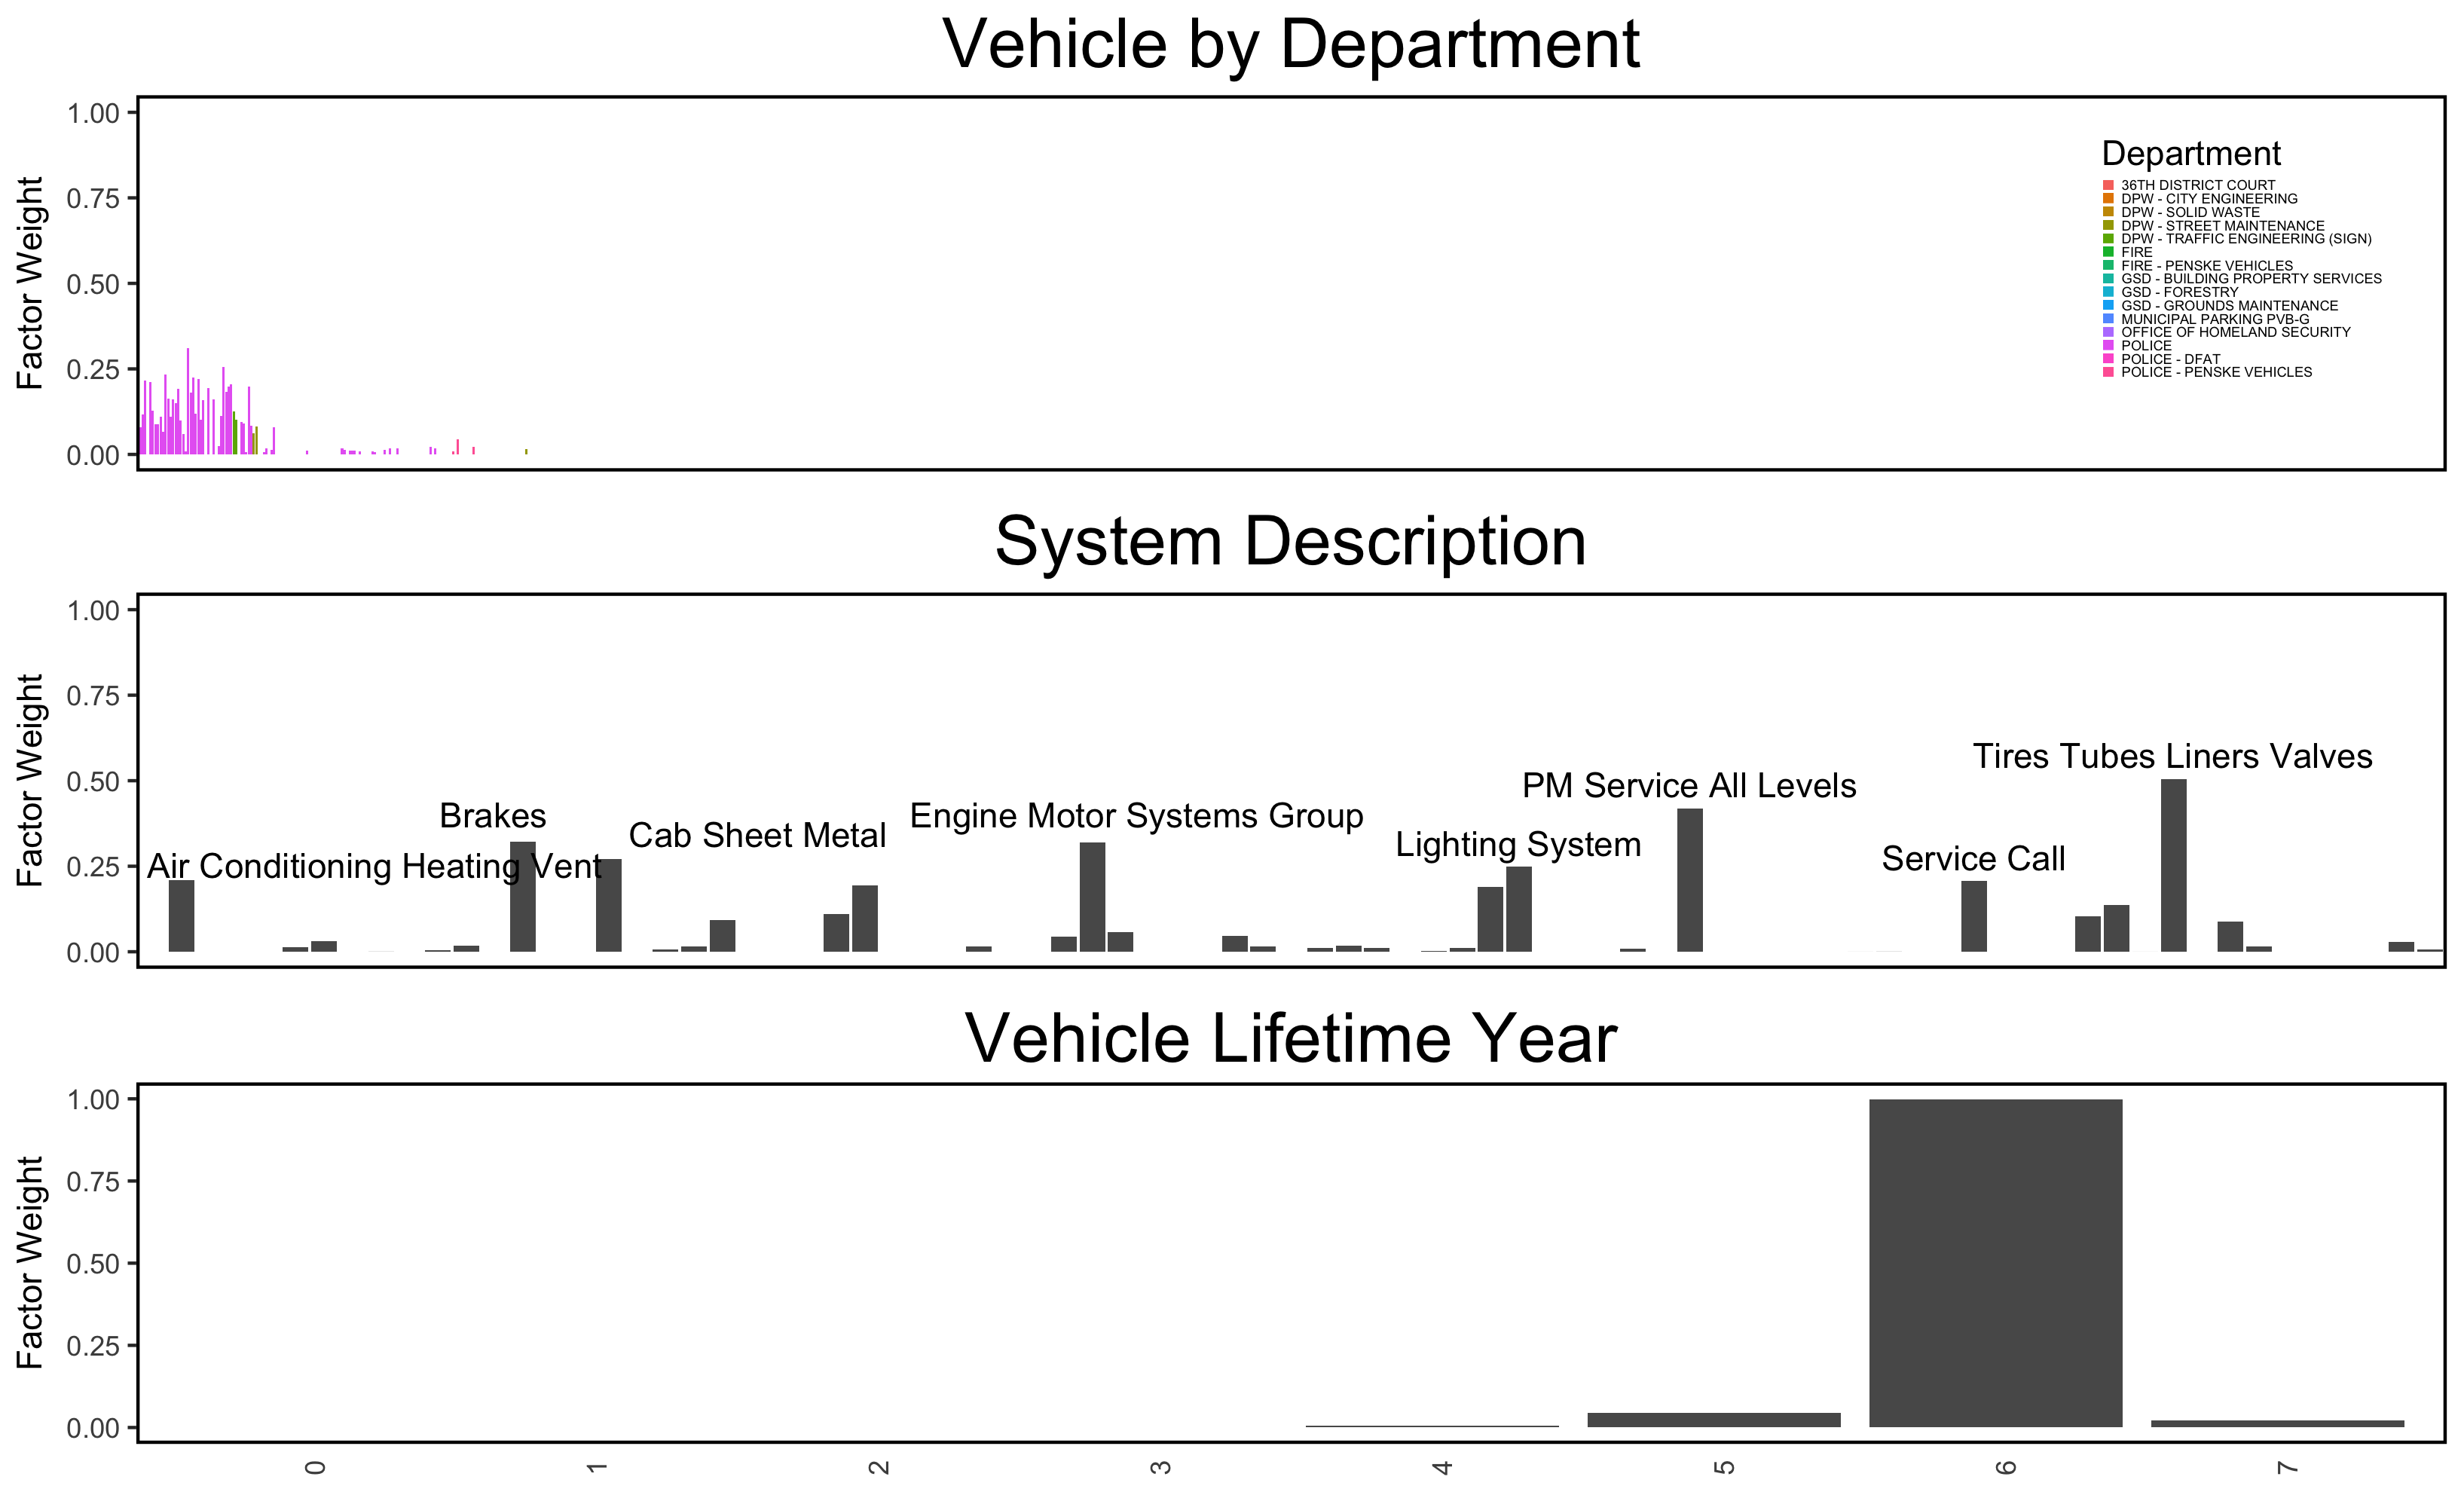 Vehicle by Department
Factor Weight
1.00
0.75
0.50
0.25
0.00
Department
36TH DISTRICT COURT
DPW - CITY ENGINEERING
DPW - SOLID WASTE
DPW - STREET MAINTENANCE
DPW - TRAFFIC ENGINEERING (SIGN)
FIRE
FIRE - PENSKE VEHICLES
GSD - BUILDING PROPERTY SERVICES
GSD - FORESTRY
GSD - GROUNDS MAINTENANCE
MUNICIPAL PARKING PVB-G
OFFICE OF HOMELAND SECURITY
POLICE
POLICE - DFAT
POLICE - PENSKE VEHICLES
System Description
Factor Weight
1.00
0.75
0.50
0.25
0.00
Air Conditioning Heating Vent
Brakes
Cab Sheet Metal
Engine Motor Systems Group
Lighting System
PM Service All Levels
Service Call
Tires Tubes Liners Valves
Vehicle Lifetime Year
Factor Weight
1.00
0.75
0.50
0.25
0.00
0
1
2
3
4
5
6
7